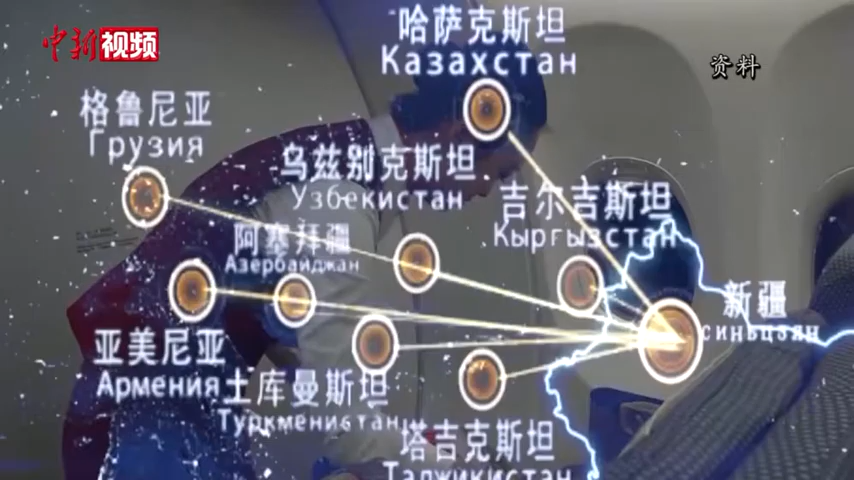 中新视频
资料
哈萨克斯坦
Казахстан
格鲁尼亚
Грузия
乌兹别克斯坦
Узбекистан
吉尔吉斯坦
Кыргызстан
阿塞拜疆
Азербайджан
新疆
синьцзян
亚美尼亚
Армения
土库曼斯坦
Туркменистан
塔吉克斯坦
Таджикистан